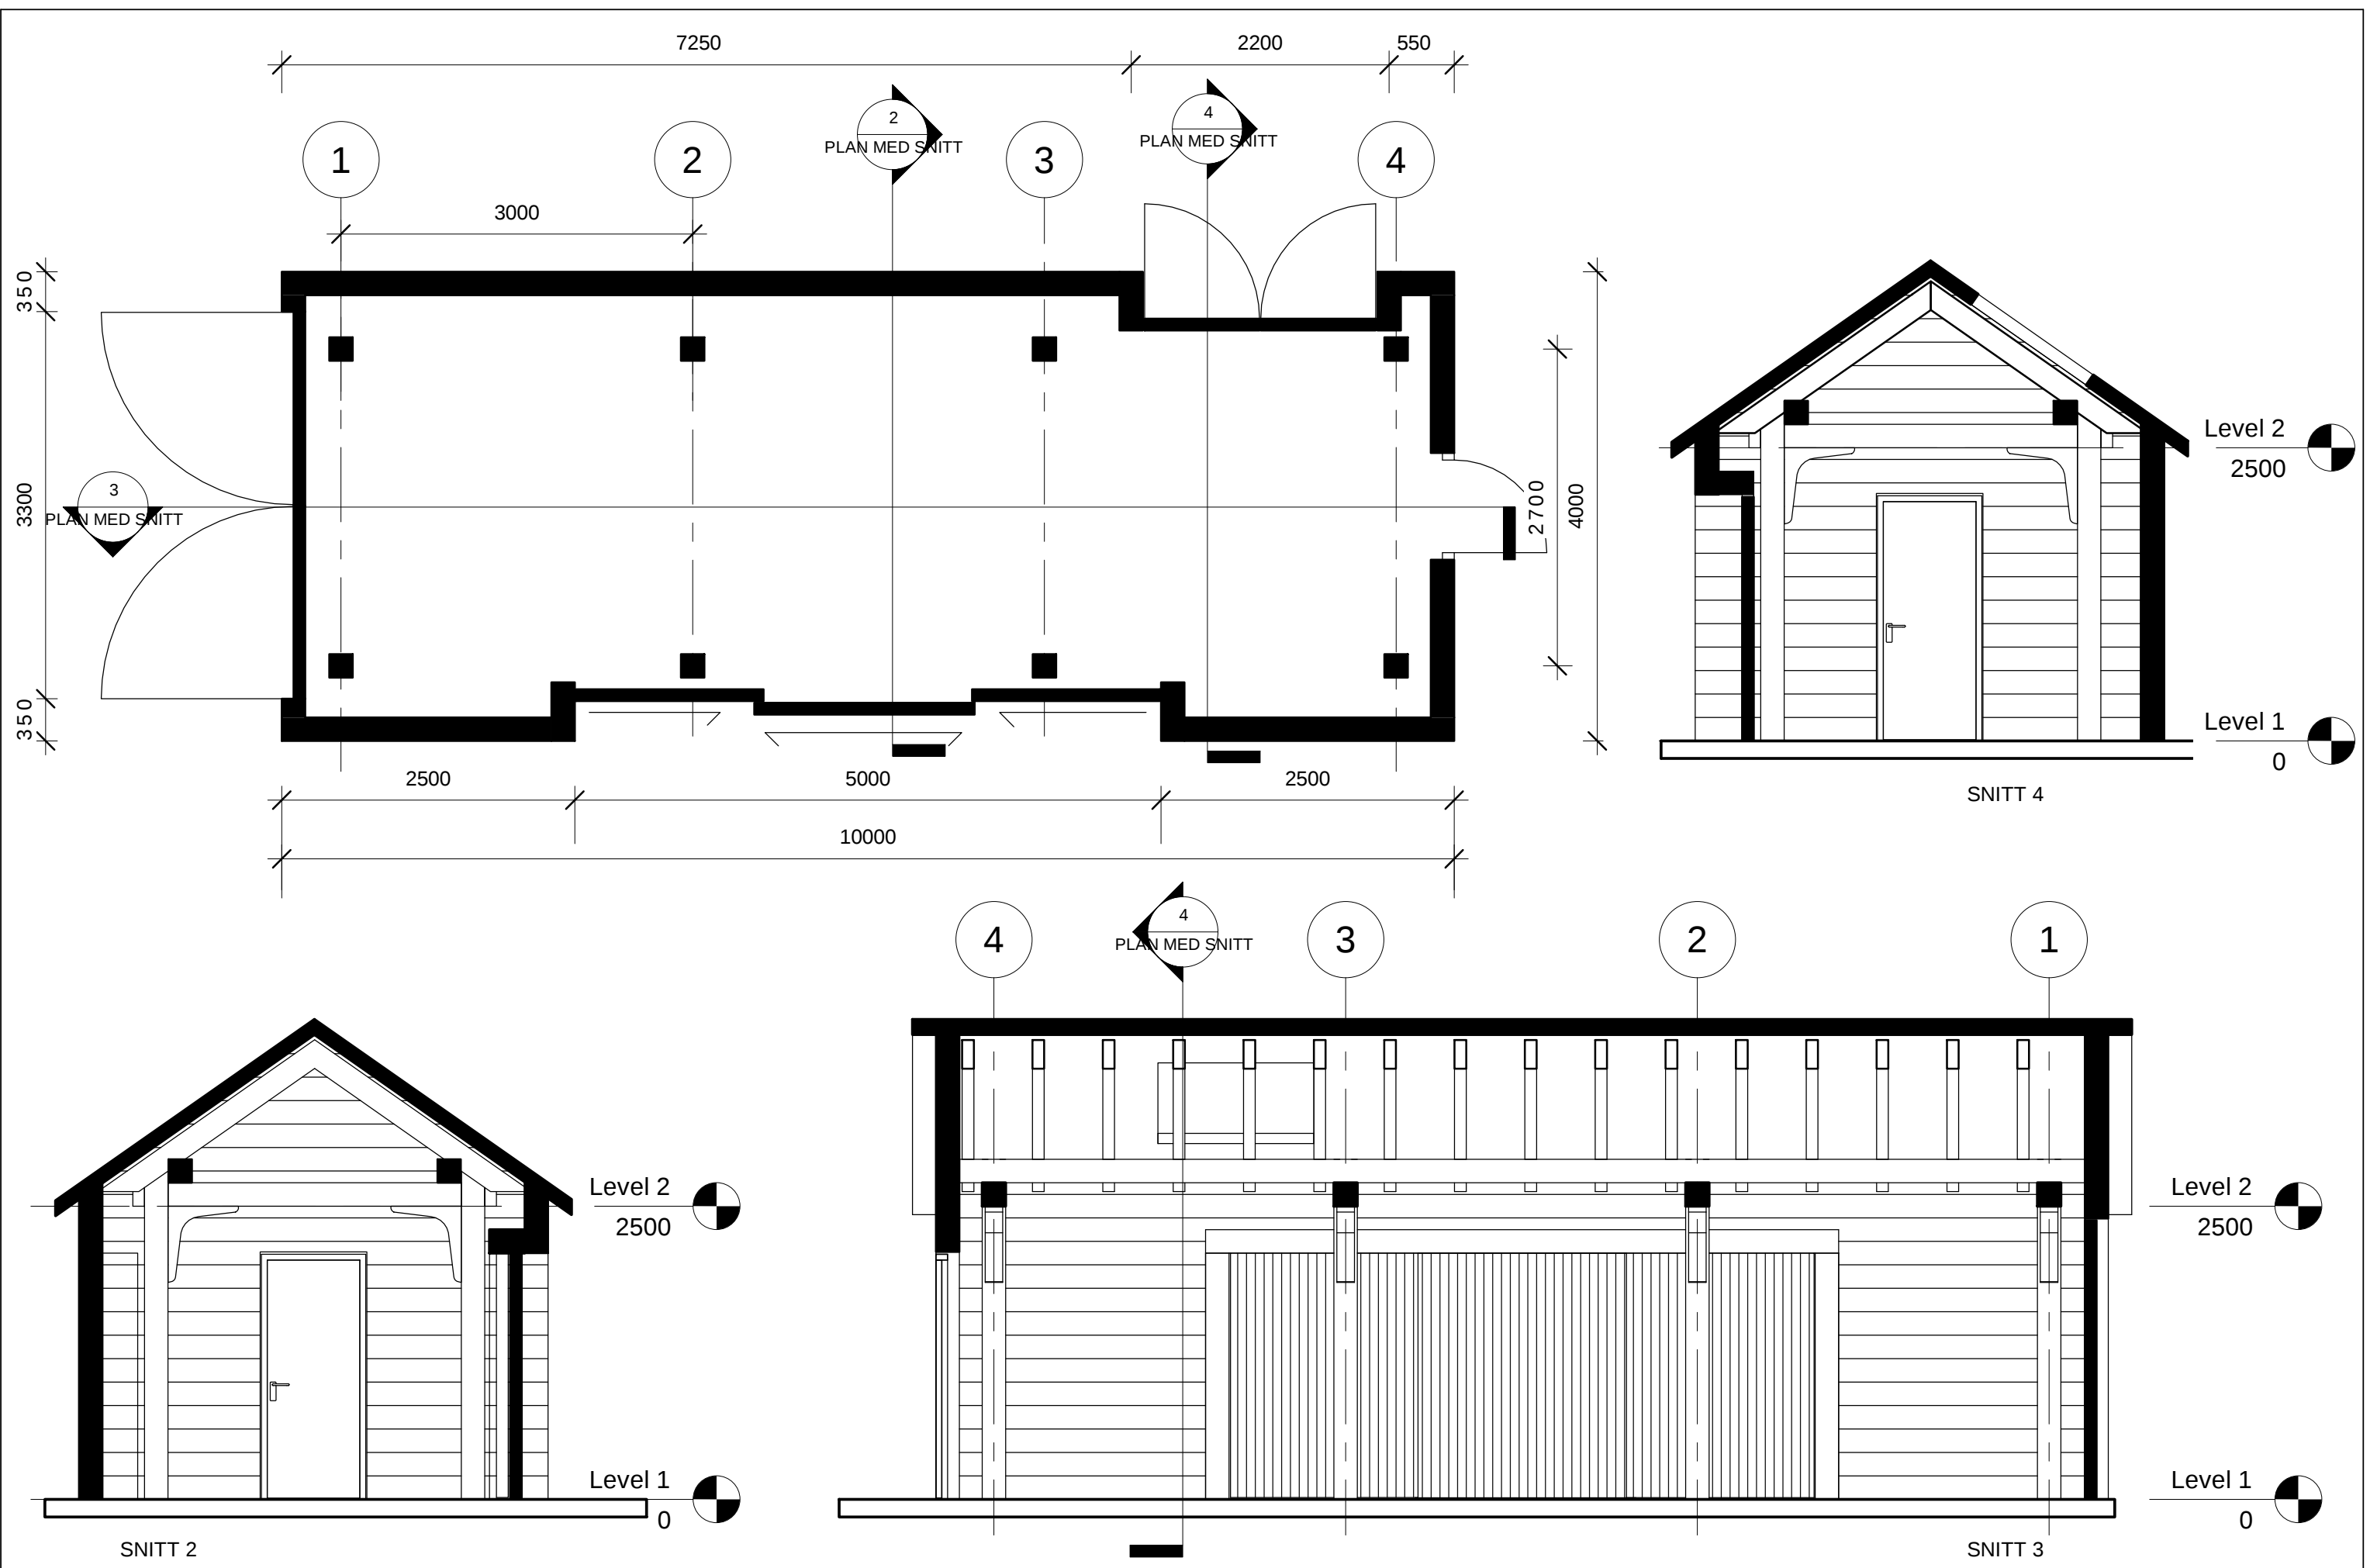 7250
2200
550
2
PLAN MED SNITT
4
PLAN MED SNITT
1
2
3
4
3000
350
3300
350
3
PLAN MED SNITT
2700
4000
Level 2
2500
Level 1
0
SNITT 4
2500
5000
2500
10000
4
4
PLAN MED SNITT
3
2
1
Level 2
2500
Level 1
0
SNITT 2
Level 2
2500
Level 1
0
SNITT 3